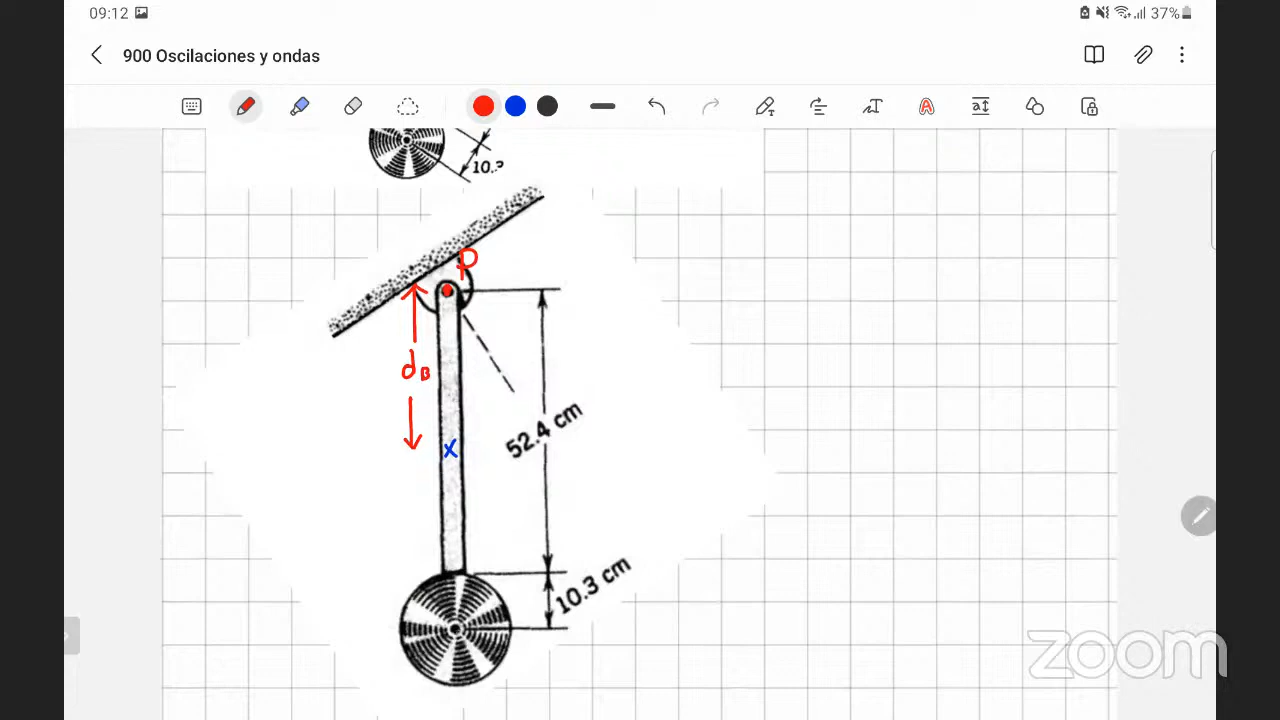 09:12
37%
900 Oscilaciones y ondas
10.3
P
dB
52.4 cm
x
10.3 cm
zoom